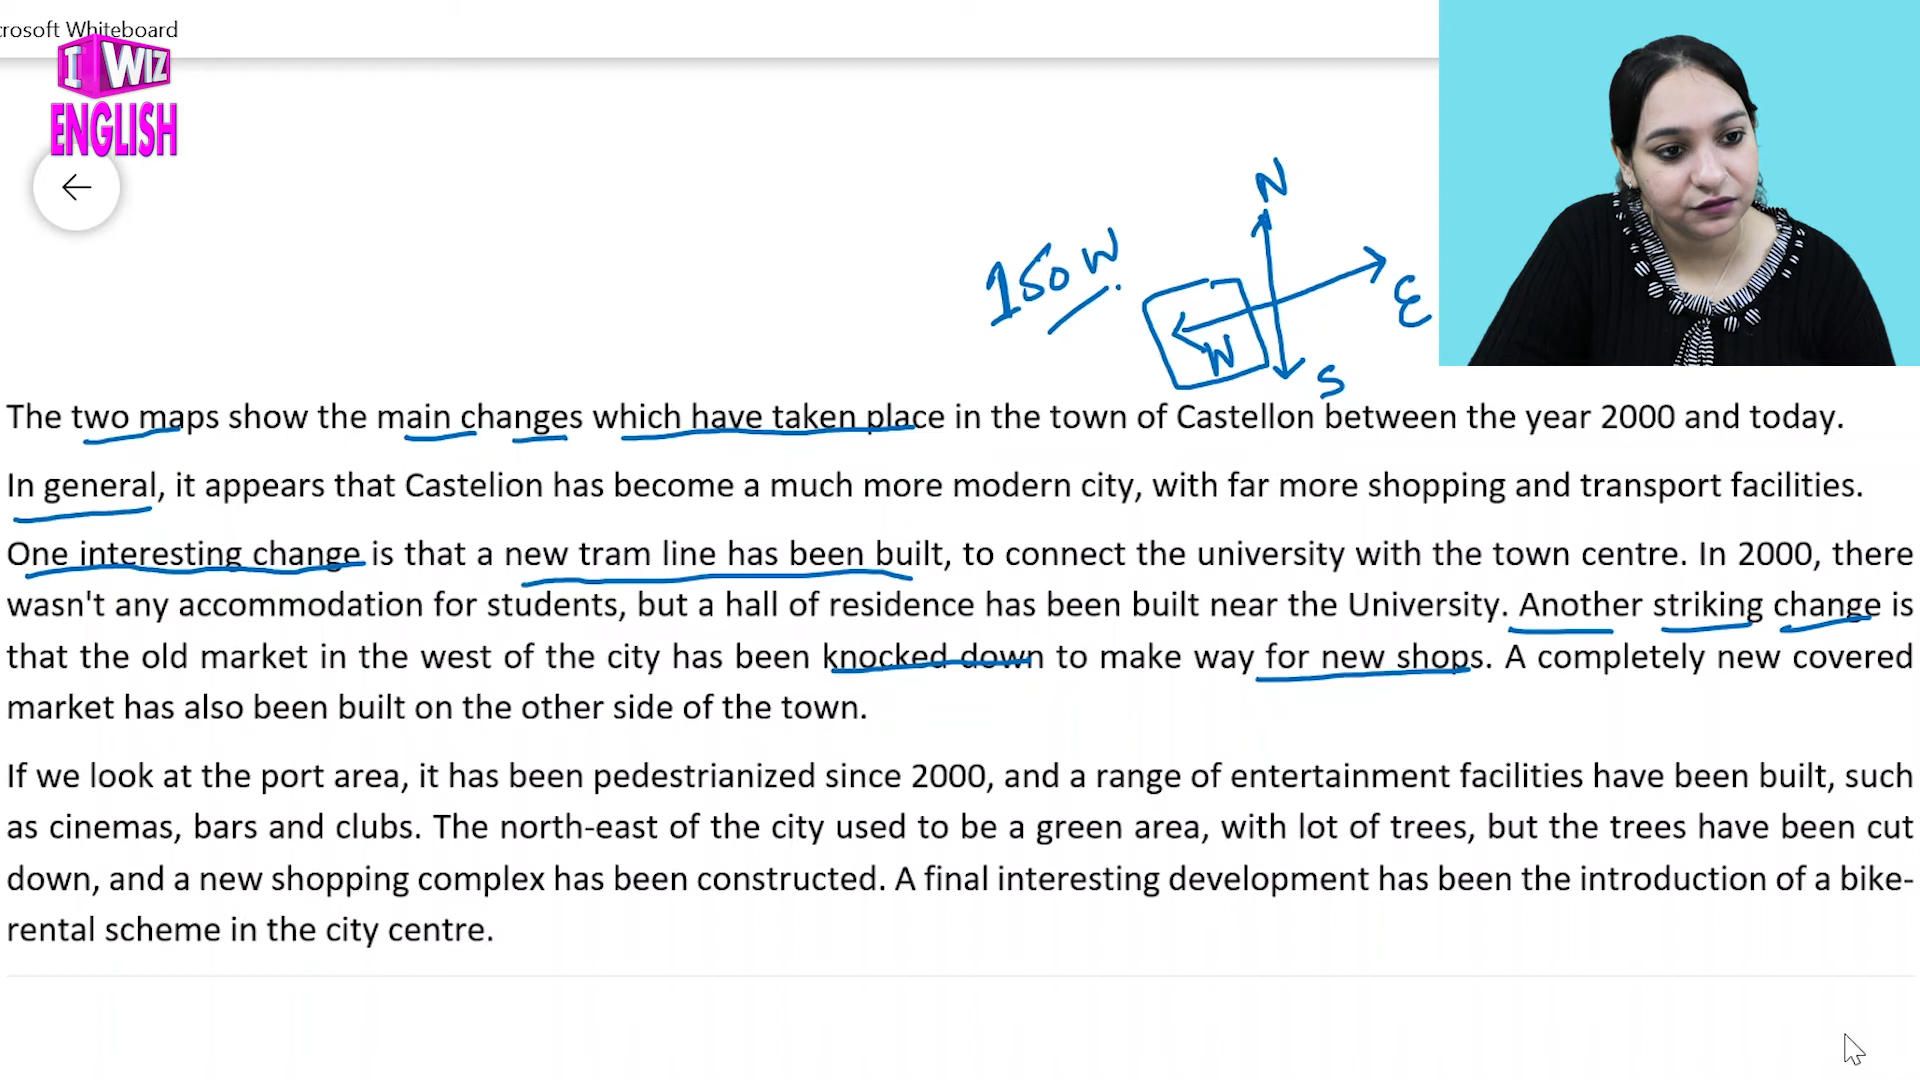 crosoft Whiteboard
I WIZ
ENGLISH
N
150 W
E
W
S
The two maps show the main changes which have taken place in the town of Castellon between the year 2000 and today.
In general, it appears that Castelion has become a much more modern city, with far more shopping and transport facilities.
One interesting change is that a new tram line has been built, to connect the university with the town centre. In 2000, there
wasn't any accommodation for students, but a hall of residence has been built near the University. Another striking change is
that the old market in the west of the city has been knocked down to make way for new shops. A completely new covered
market has also been built on the other side of the town.
If we look at the port area, it has been pedestrianized since 2000, and a range of entertainment facilities have been built, such
as cinemas, bars and clubs. The north-east of the city used to be a green area, with lot of trees, but the trees have been cut
down, and a new shopping complex has been constructed. A final interesting development has been the introduction of a bike-
rental scheme in the city centre.